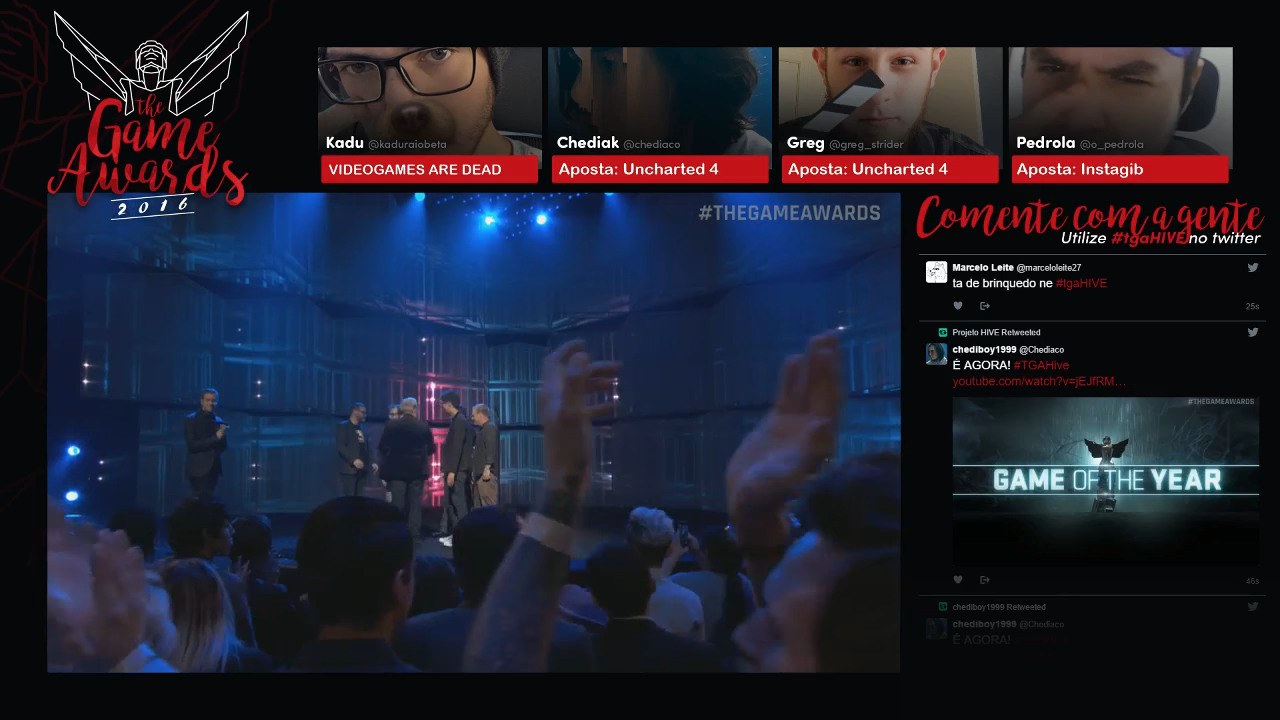 the
Game
Awards
2016
Kadu @kaduraiobeta
VIDEOGAMES ARE DEAD
Chediak @chediaco
Aposta: Uncharted 4
Greg @greg_strider
Aposta: Uncharted 4
Pedrola @o_pedrola
Aposta: Instagib
#THEGAMEAWARDS
Comente com a gente
Utilize #tgaHIVE no twitter
Marcelo Leite @marceloleite27
ta de brinquedo ne #tgaHIVE
25s
Projeto HIVE Retweeted
chediboy1999 @Chediaco
É AGORA! #TGAHive
youtube.com/watch?v=jEJfRM…
#THEGAMEAWARDS
GAME OF THE YEAR
46s
chediboy1999 Retweeted
chediboy1999 @Chediaco
É AGORA!